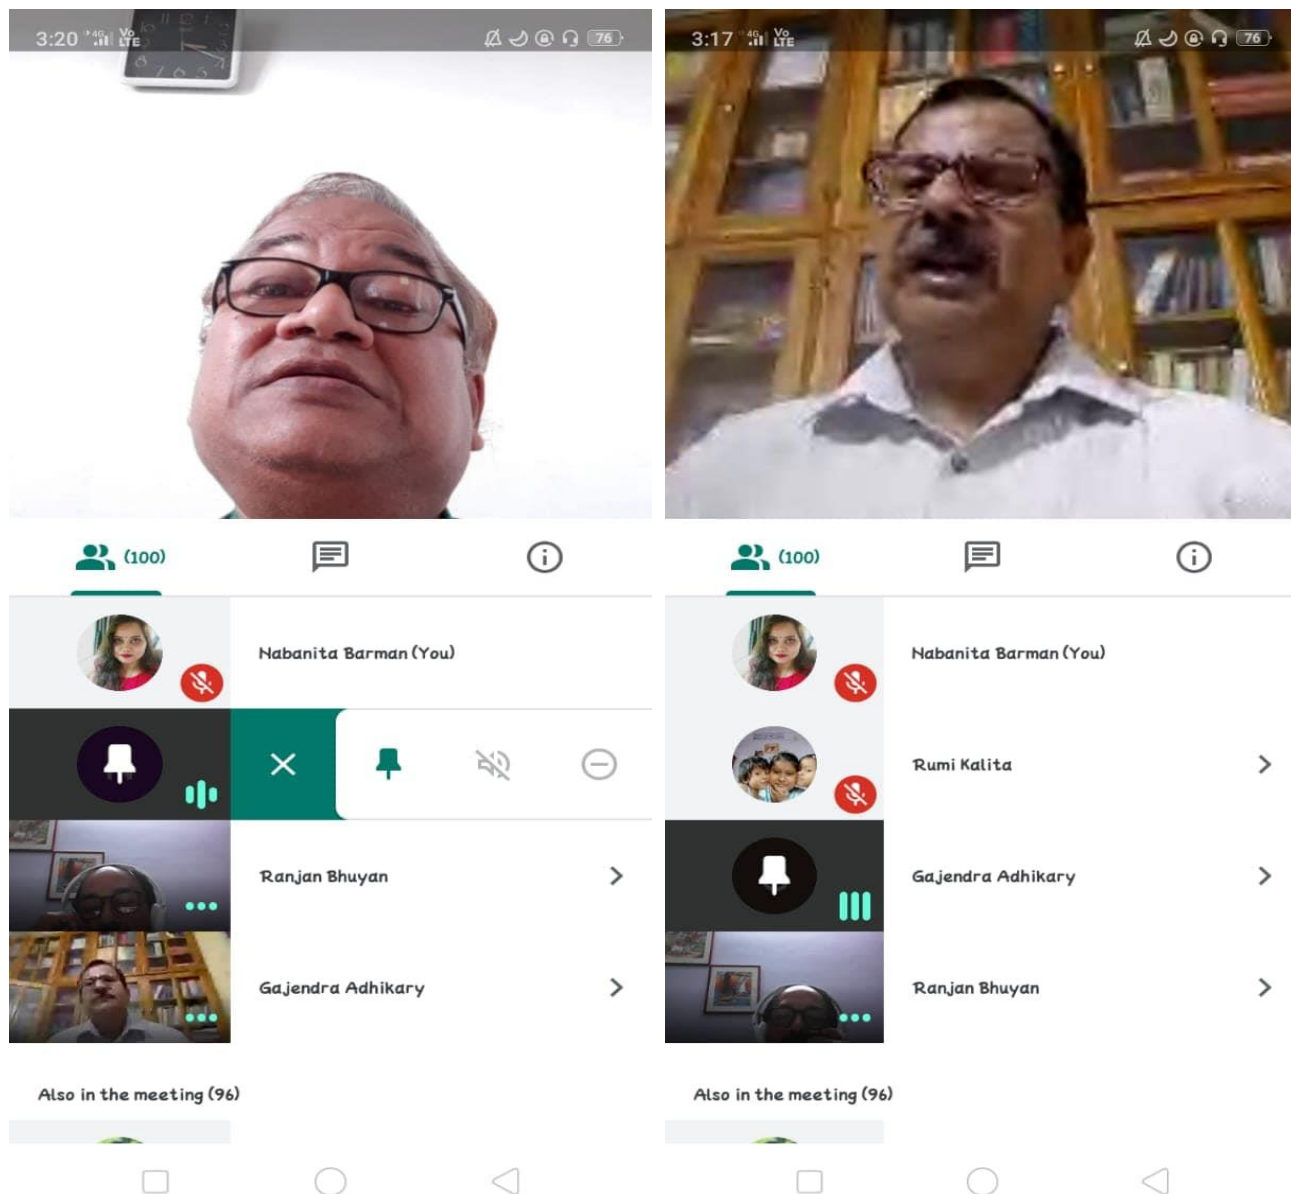 3:20 4G Vo LTE 76
(100)
Nabanita Barman (You)
Ranjan Bhuyan
Gajendra Adhikary
Also in the meeting (96)
3:17 4G Vo LTE 76
(100)
Nabanita Barman (You)
Rumi Kalita
Gajendra Adhikary
Ranjan Bhuyan
Also in the meeting (96)